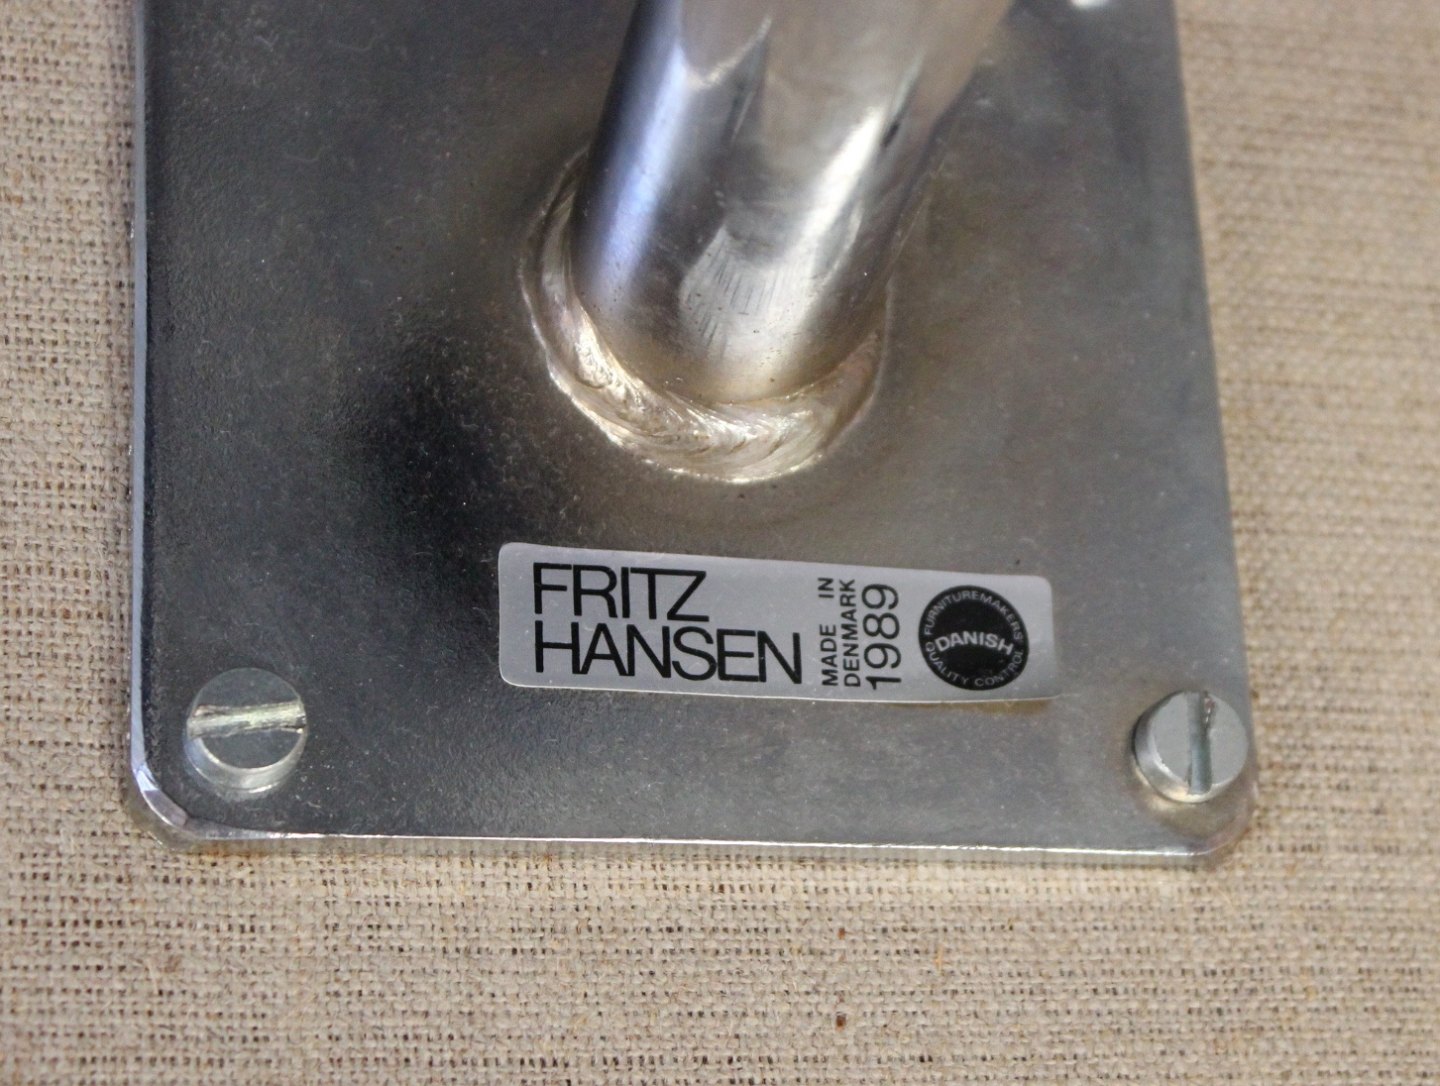 FRITZ
HANSEN
MADE IN
DENMARK
1989
FURNITUREMAKERS
DANISH
QUALITY CONTROL